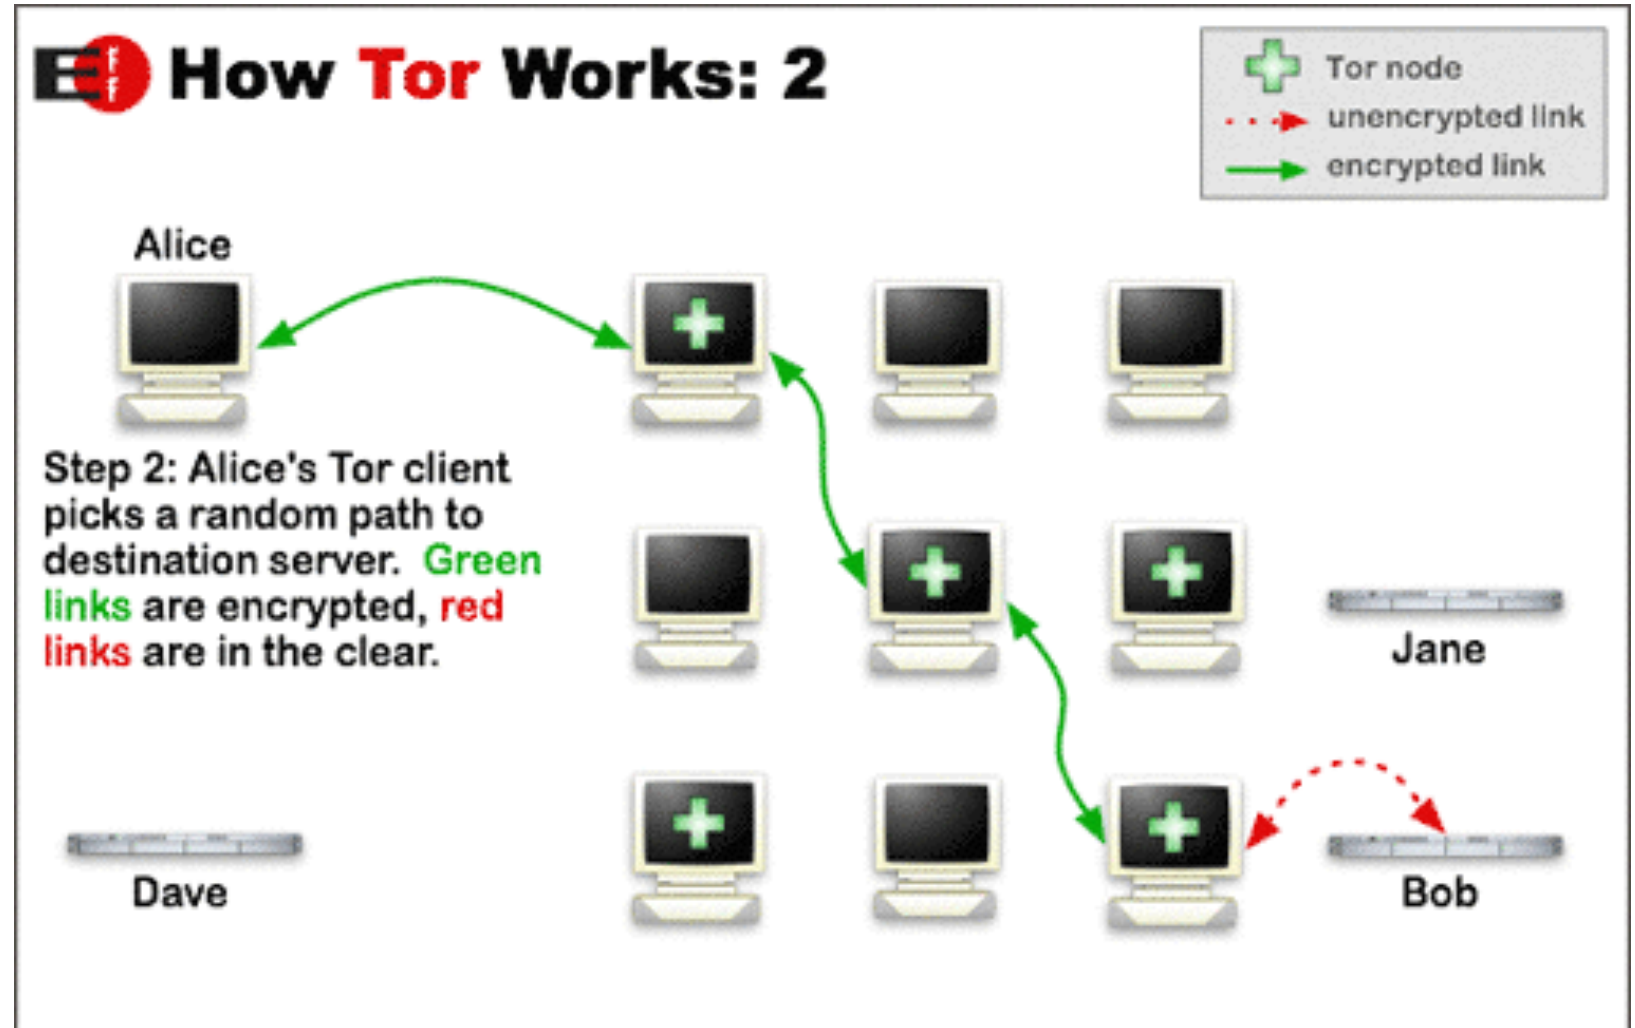 EFF How Tor Works: 2
Tor node
unencrypted link
encrypted link
Alice
Step 2: Alice's Tor client
picks a random path to
destination server. Green
links are encrypted, red
links are in the clear.
Jane
Dave
Bob